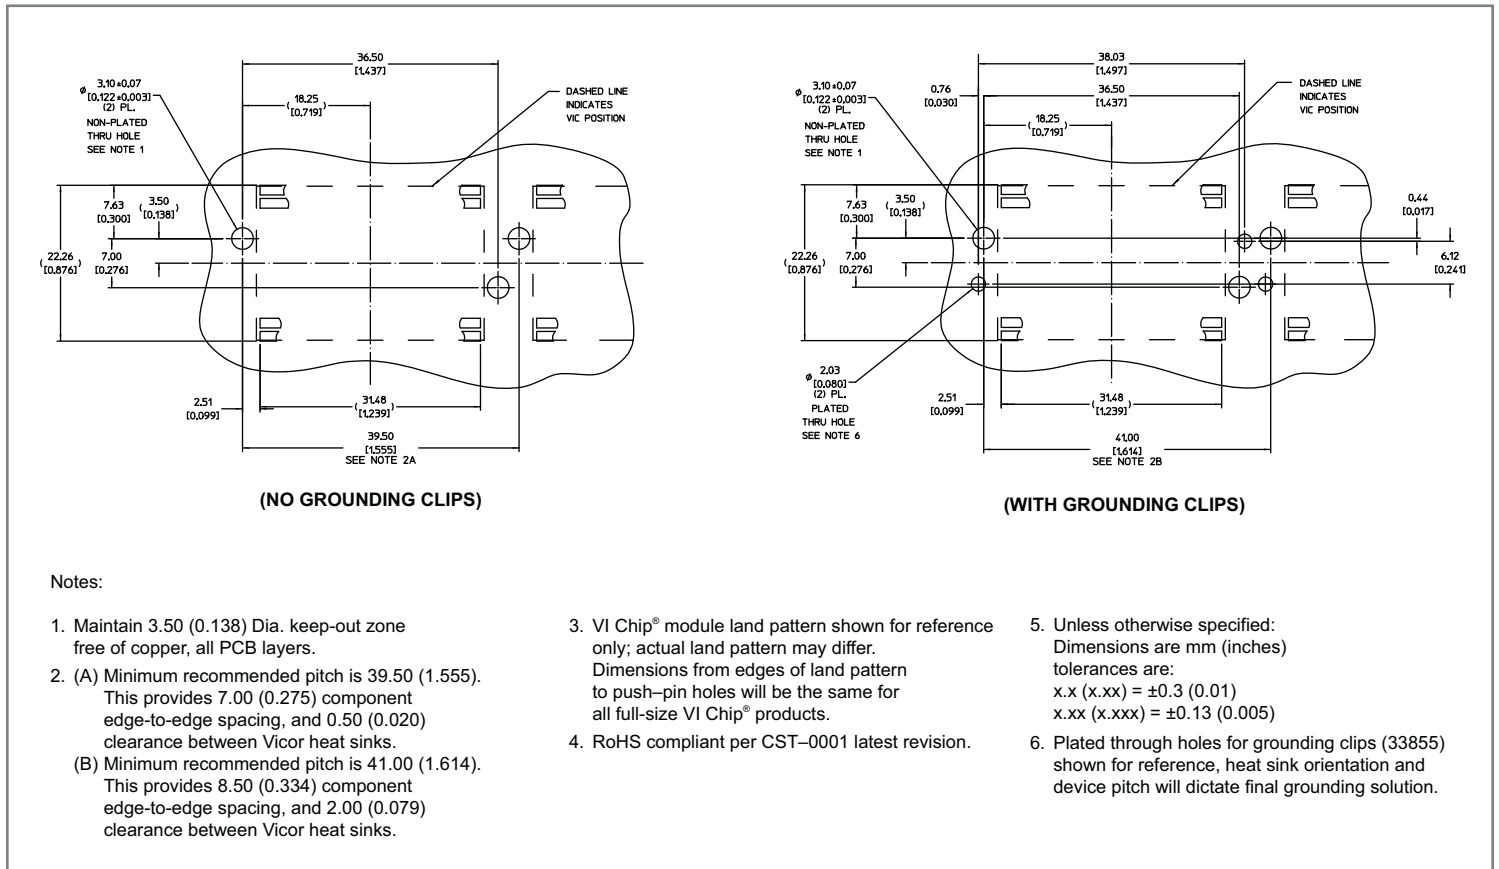 36.50
[1.437]
3.10±0.07
ø [0.122±0.003]
(2) PL.
NON-PLATED
THRU HOLE
SEE NOTE 1
( 18.25 )
[0.719]
DASHED LINE
INDICATES
VIC POSITION
7.63
[0.300]
( 3.50 )
[0.138]
( 22.26 )
[0.876]
7.00
[0.276]
2.51
[0.099]
( 31.48 )
[1.239]
39.50
[1.555]
SEE NOTE 2A
(NO GROUNDING CLIPS)
38.03
[1.497]
3.10±0.07
ø [0.122±0.003]
(2) PL.
NON-PLATED
THRU HOLE
SEE NOTE 1
0.76
[0.030]
36.50
[1.437]
( 18.25 )
[0.719]
DASHED LINE
INDICATES
VIC POSITION
7.63
[0.300]
( 3.50 )
[0.138]
0.44
[0.017]
( 22.26 )
[0.876]
7.00
[0.276]
6.12
[0.241]
ø 2.03
[0.080]
(2) PL.
PLATED
THRU HOLE
SEE NOTE 6
2.51
[0.099]
( 31.48 )
[1.239]
41.00
[1.614]
SEE NOTE 2B
(WITH GROUNDING CLIPS)
Notes:
1. Maintain 3.50 (0.138) Dia. keep-out zone
free of copper, all PCB layers.
2. (A) Minimum recommended pitch is 39.50 (1.555).
This provides 7.00 (0.275) component
edge-to-edge spacing, and 0.50 (0.020)
clearance between Vicor heat sinks.
(B) Minimum recommended pitch is 41.00 (1.614).
This provides 8.50 (0.334) component
edge-to-edge spacing, and 2.00 (0.079)
clearance between Vicor heat sinks.
3. VI Chip® module land pattern shown for reference
only; actual land pattern may differ.
Dimensions from edges of land pattern
to push–pin holes will be the same for
all full-size VI Chip® products.
4. RoHS compliant per CST–0001 latest revision.
5. Unless otherwise specified:
Dimensions are mm (inches)
tolerances are:
x.x (x.xx) = ±0.3 (0.01)
x.xx (x.xxx) = ±0.13 (0.005)
6. Plated through holes for grounding clips (33855)
shown for reference, heat sink orientation and
device pitch will dictate final grounding solution.